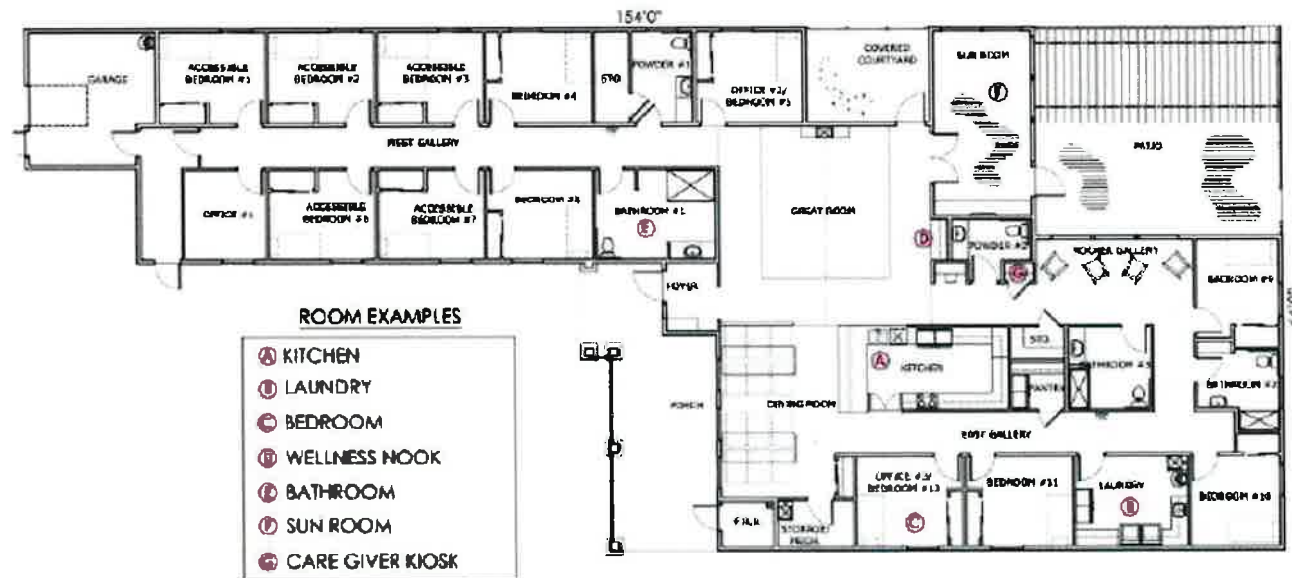 154'0"
GARAGE
ACCESSIBLE
BEDROOM #1
ACCESSIBLE
BEDROOM #2
ACCESSIBLE
BEDROOM #3
BEDROOM #4
STO
POWDER #1
OFFICE #2/
BEDROOM #5
COVERED
COURTYARD
SUN ROOM
F
PATIO
WEST GALLERY
OFFICE #1
ACCESSIBLE
BEDROOM #6
ACCESSIBLE
BEDROOM #7
BEDROOM #8
BATHROOM #1
E
GREAT ROOM
D
POWDER #2
G
ROCKER GALLERY
BEDROOM #9
FOYER
A
KITCHEN
STO.
PANTRY
BATHROOM #3
BATHROOM #2
DINING ROOM
PORCH
EAST GALLERY
OFFICE #3/
BEDROOM #12
C
BEDROOM #11
LAUNDRY
B
BEDROOM #10
STORAGE/
MECH.
ROOM EXAMPLES
A KITCHEN
B LAUNDRY
C BEDROOM
D WELLNESS NOOK
E BATHROOM
F SUN ROOM
G CARE GIVER KIOSK